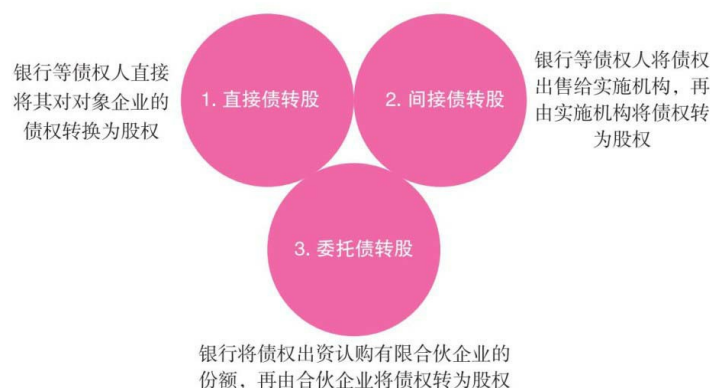 银行等债权人直接
将其对对象企业的
债权转换为股权
1. 直接债转股
2. 间接债转股
银行等债权人将债权
出售给实施机构，再
由实施机构将债权转
为股权
3. 委托债转股
银行将债权出资认购有限合伙企业的
份额，再由合伙企业将债权转为股权